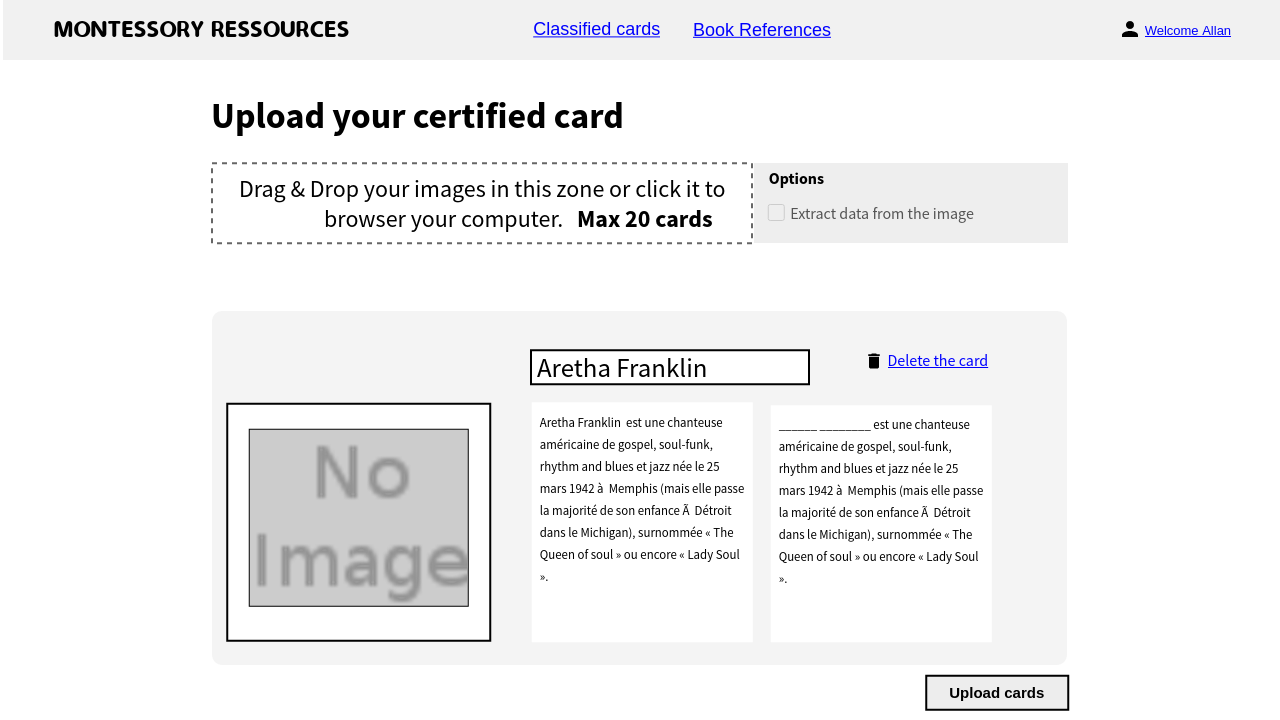 MONTESSORY RESSOURCES
Classified cards
Book References
Welcome Allan
Upload your certified card
Drag & Drop your images in this zone or click it to
browser your computer. Max 20 cards
Options
Extract data from the image
Aretha Franklin
Delete the card
No
Image
Aretha Franklin est une chanteuse
américaine de gospel, soul-funk,
rhythm and blues et jazz née le 25
mars 1942 à Memphis (mais elle passe
la majorité de son enfance Ã Détroit
dans le Michigan), surnommée « The
Queen of soul » ou encore « Lady Soul
».
______ ________ est une chanteuse
américaine de gospel, soul-funk,
rhythm and blues et jazz née le 25
mars 1942 à Memphis (mais elle passe
la majorité de son enfance Ã Détroit
dans le Michigan), surnommée « The
Queen of soul » ou encore « Lady Soul
».
Upload cards